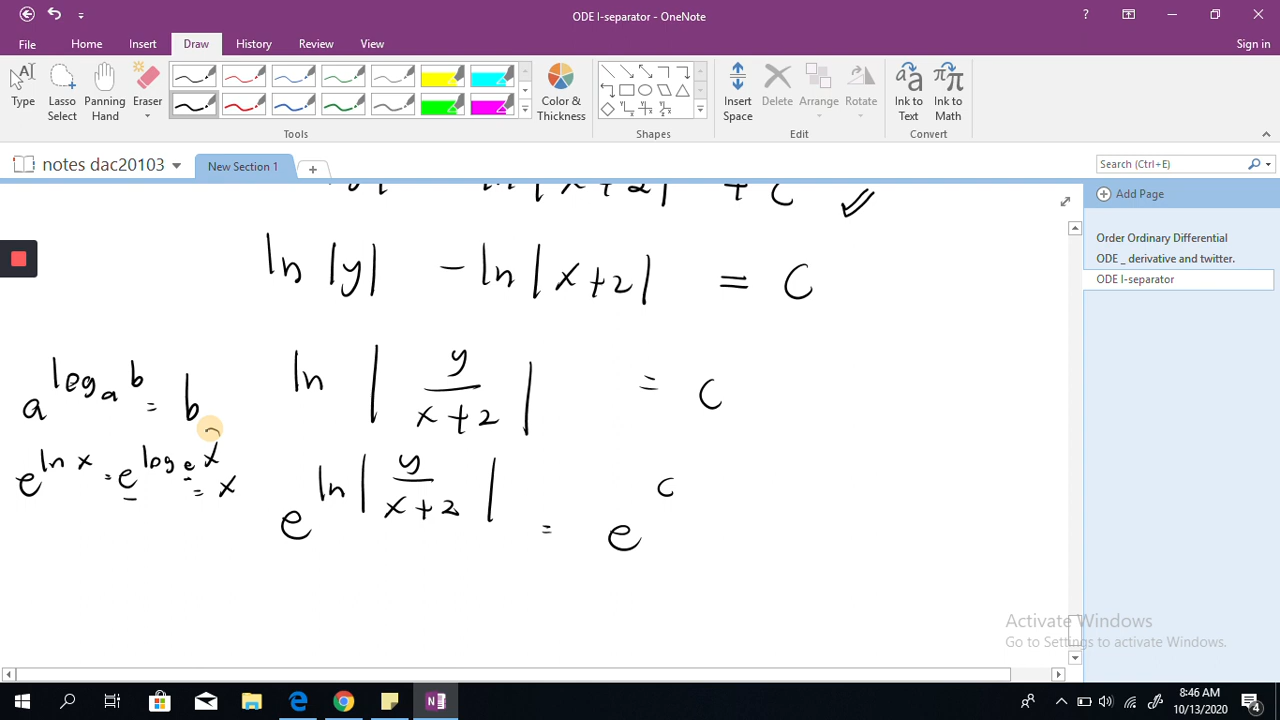 ODE I-separator - OneNote
? Sign in
File Home Insert Draw History Review View
Type Lasso Select Panning Hand Eraser Color & Thickness Insert Space Delete Arrange Rotate Ink to Text Ink to Math
Tools Shapes Edit Convert
notes dac20103 New Section 1 + Search (Ctrl+E)
Add Page
Order Ordinary Differential
ODE _ derivative and twitter.
ODE I-separator
ln |x+2| + C
ln |y| - ln |x+2| = C
ln | y/(x+2) | = C
a^(log_a b) = b
e^(ln x) = e^(log_e x) = x
e^(ln | y/(x+2) |) = e^C
Activate Windows
Go to Settings to activate Windows.
8:46 AM
10/13/2020
4